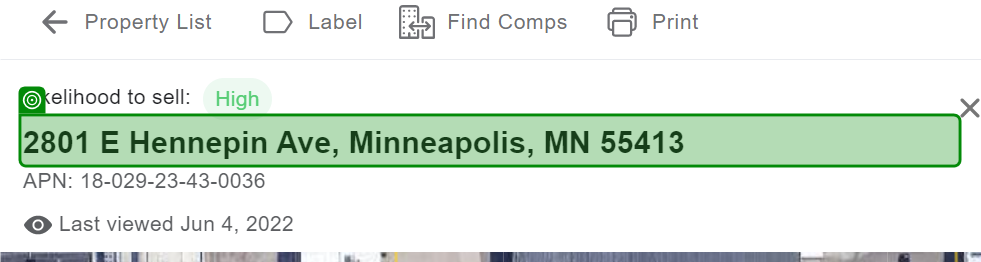 Property List Label Find Comps Print
kelihood to sell: High
2801 E Hennepin Ave, Minneapolis, MN 55413
APN: 18-029-23-43-0036
Last viewed Jun 4, 2022